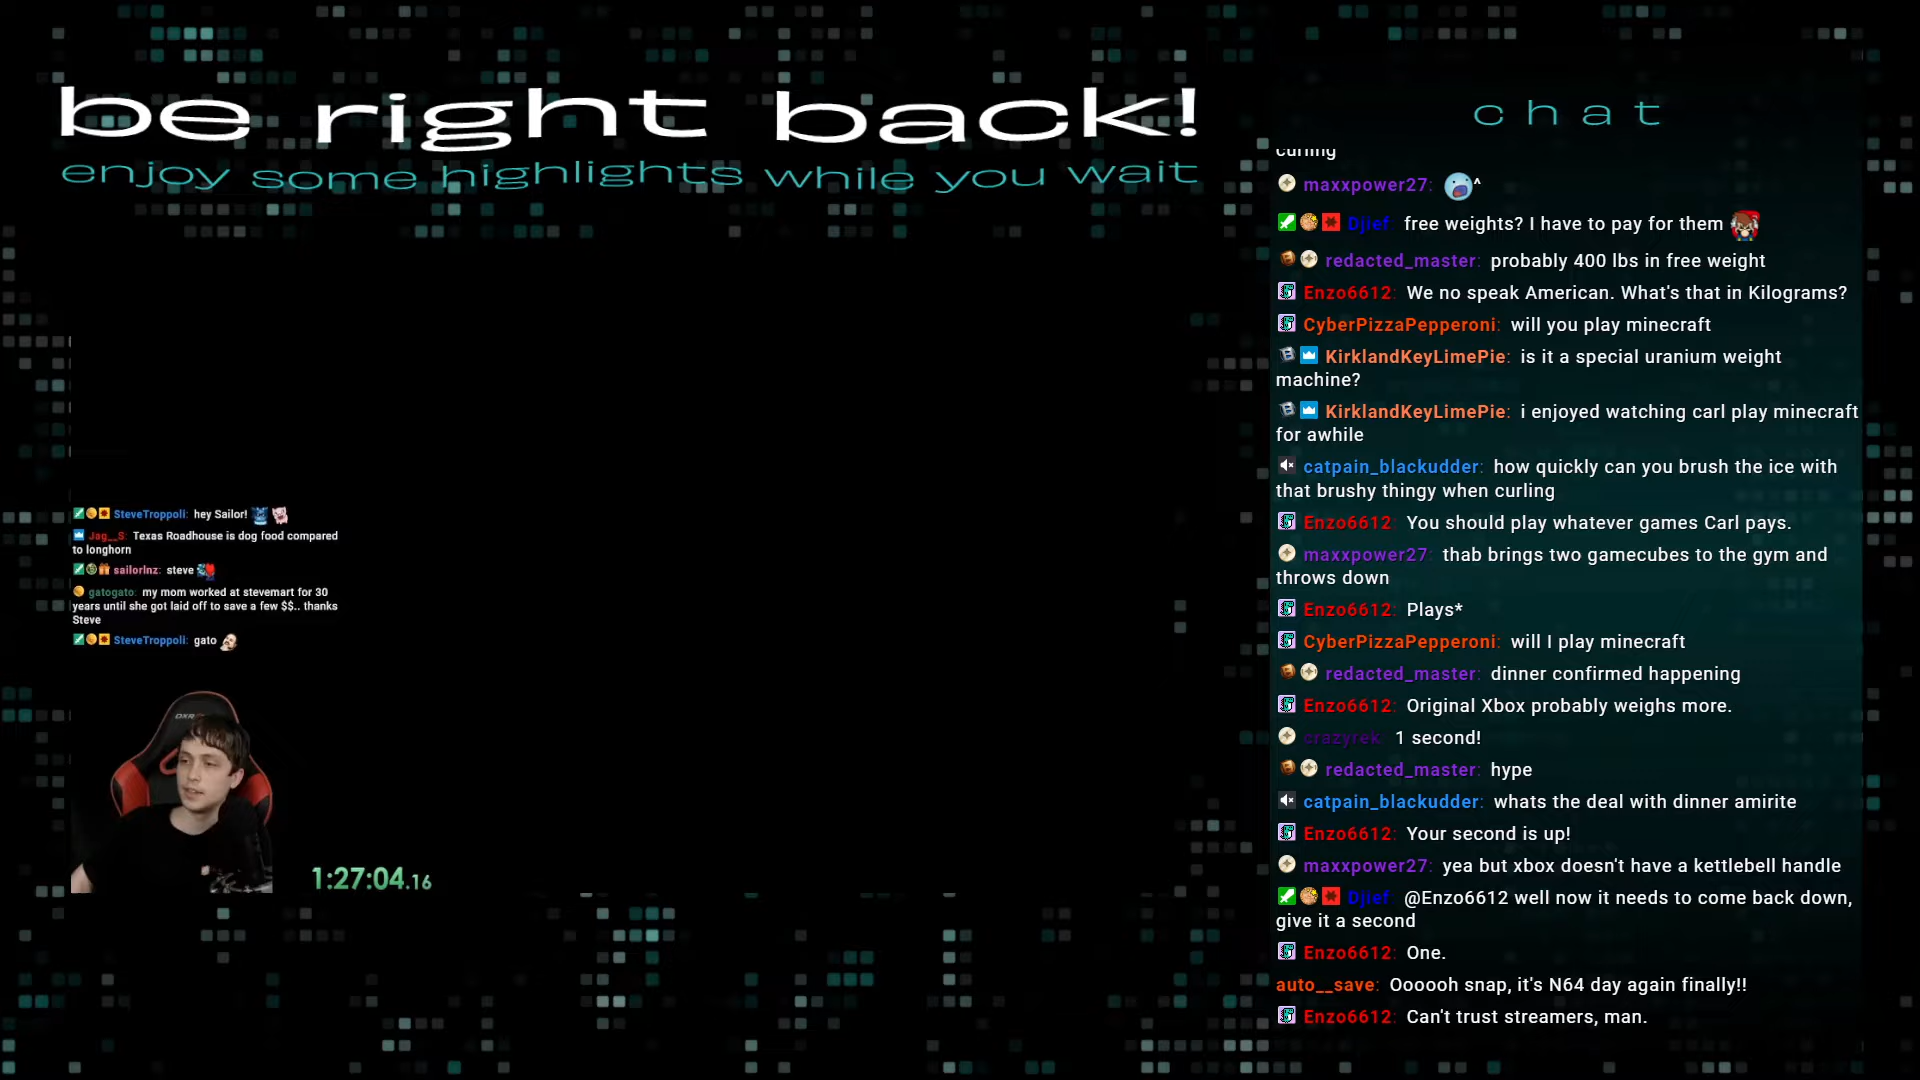 be right back!
enjoy some highlights while you wait
SteveTroppoli: hey Sailor!
Jag__S: Texas Roadhouse is dog food compared
to longhorn
sailorlnz: steve
gatogato: my mom worked at stevemart for 30
years until she got laid off to save a few $$.. thanks
Steve
SteveTroppoli: gato
1:27:04.16
chat
curling
maxxpower27: ^
Djief: free weights? I have to pay for them
redacted_master: probably 400 lbs in free weight
Enzo6612: We no speak American. What's that in Kilograms?
CyberPizzaPepperoni: will you play minecraft
KirklandKeyLimePie: is it a special uranium weight
machine?
KirklandKeyLimePie: i enjoyed watching carl play minecraft
for awhile
catpain_blackudder: how quickly can you brush the ice with
that brushy thingy when curling
Enzo6612: You should play whatever games Carl pays.
maxxpower27: thab brings two gamecubes to the gym and
throws down
Enzo6612: Plays*
CyberPizzaPepperoni: will I play minecraft
redacted_master: dinner confirmed happening
Enzo6612: Original Xbox probably weighs more.
crazyrek: 1 second!
redacted_master: hype
catpain_blackudder: whats the deal with dinner amirite
Enzo6612: Your second is up!
maxxpower27: yea but xbox doesn't have a kettlebell handle
Djief: @Enzo6612 well now it needs to come back down,
give it a second
Enzo6612: One.
auto__save: Oooooh snap, it's N64 day again finally!!
Enzo6612: Can't trust streamers, man.